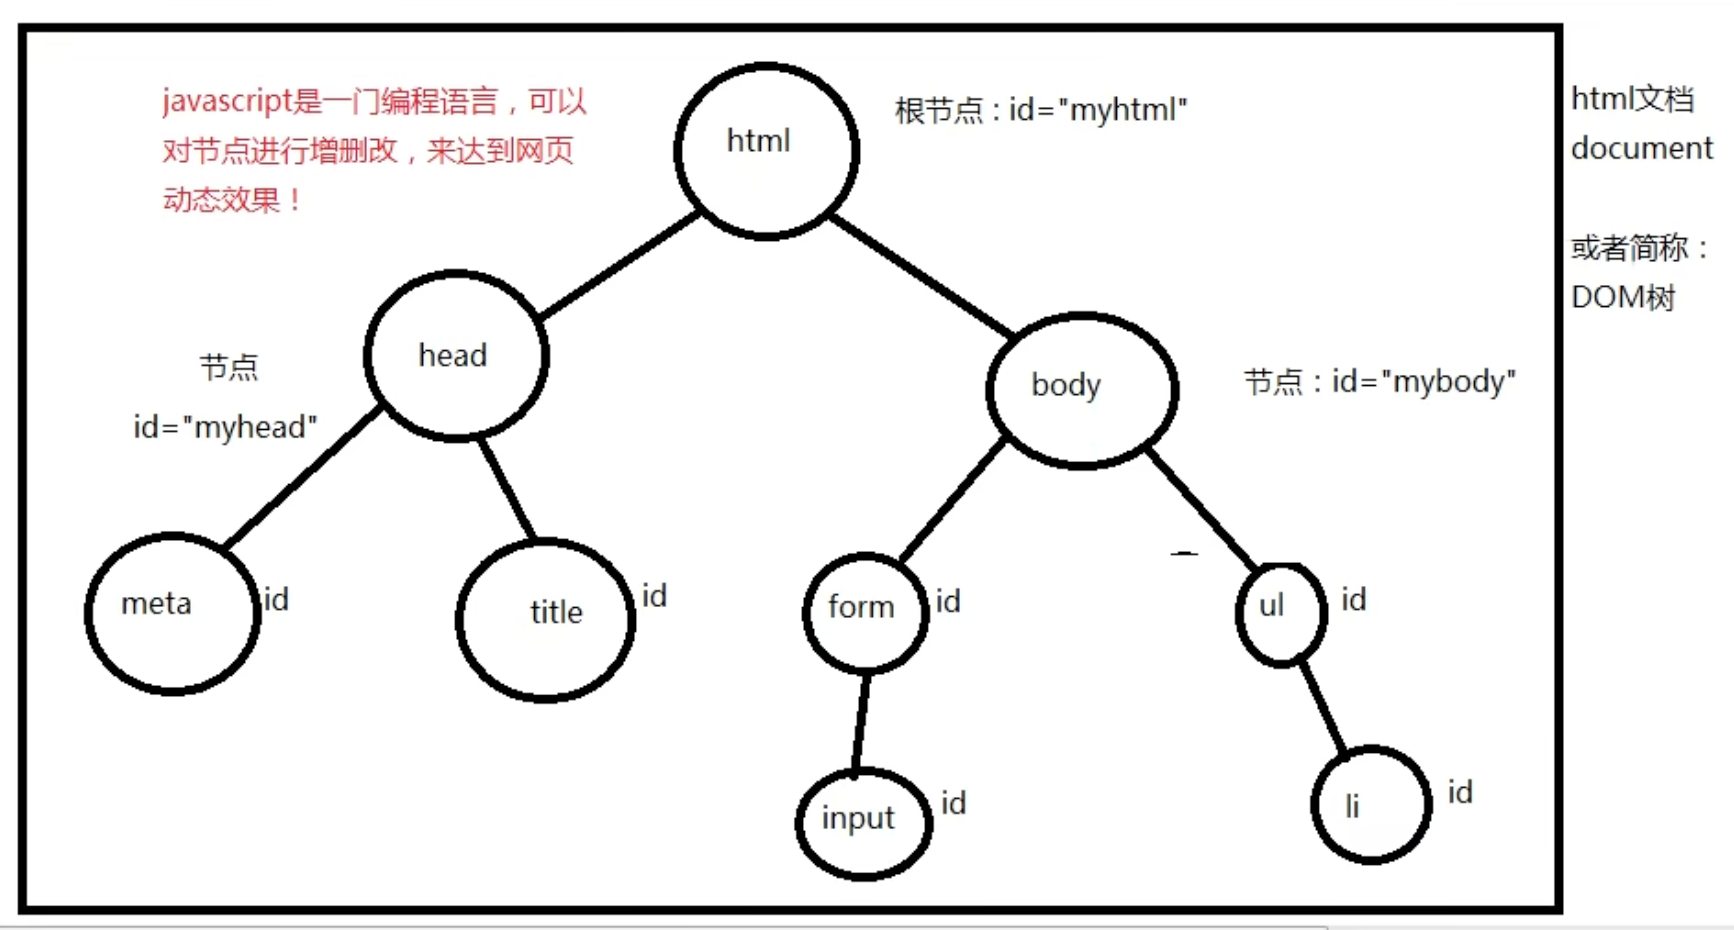 javascript是一门编程语言，可以
对节点进行增删改，来达到网页
动态效果！
html
根节点：id="myhtml"
html文档
document
或者简称：
DOM树
head
节点
id="myhead"
body
节点：id="mybody"
meta
id
title
id
form
id
ul
id
input
id
li
id